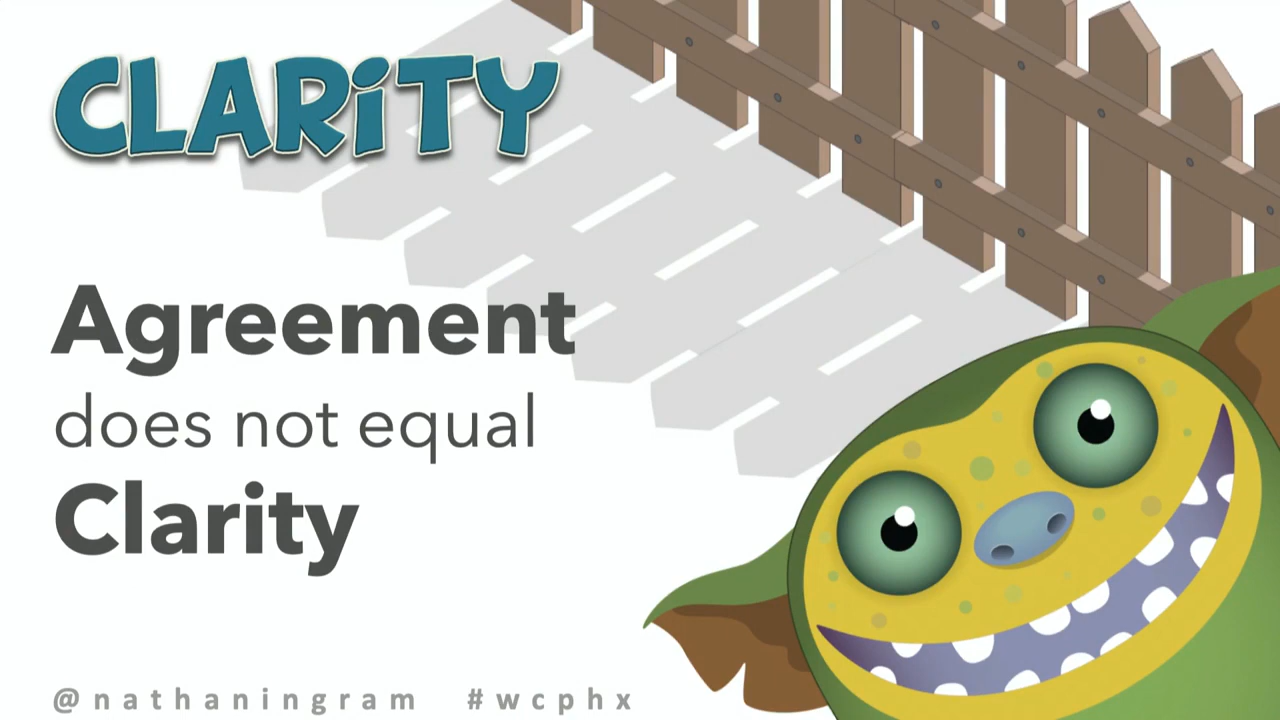 CLARiTY
Agreement
does not equal
Clarity
@nathaningram #wcphx